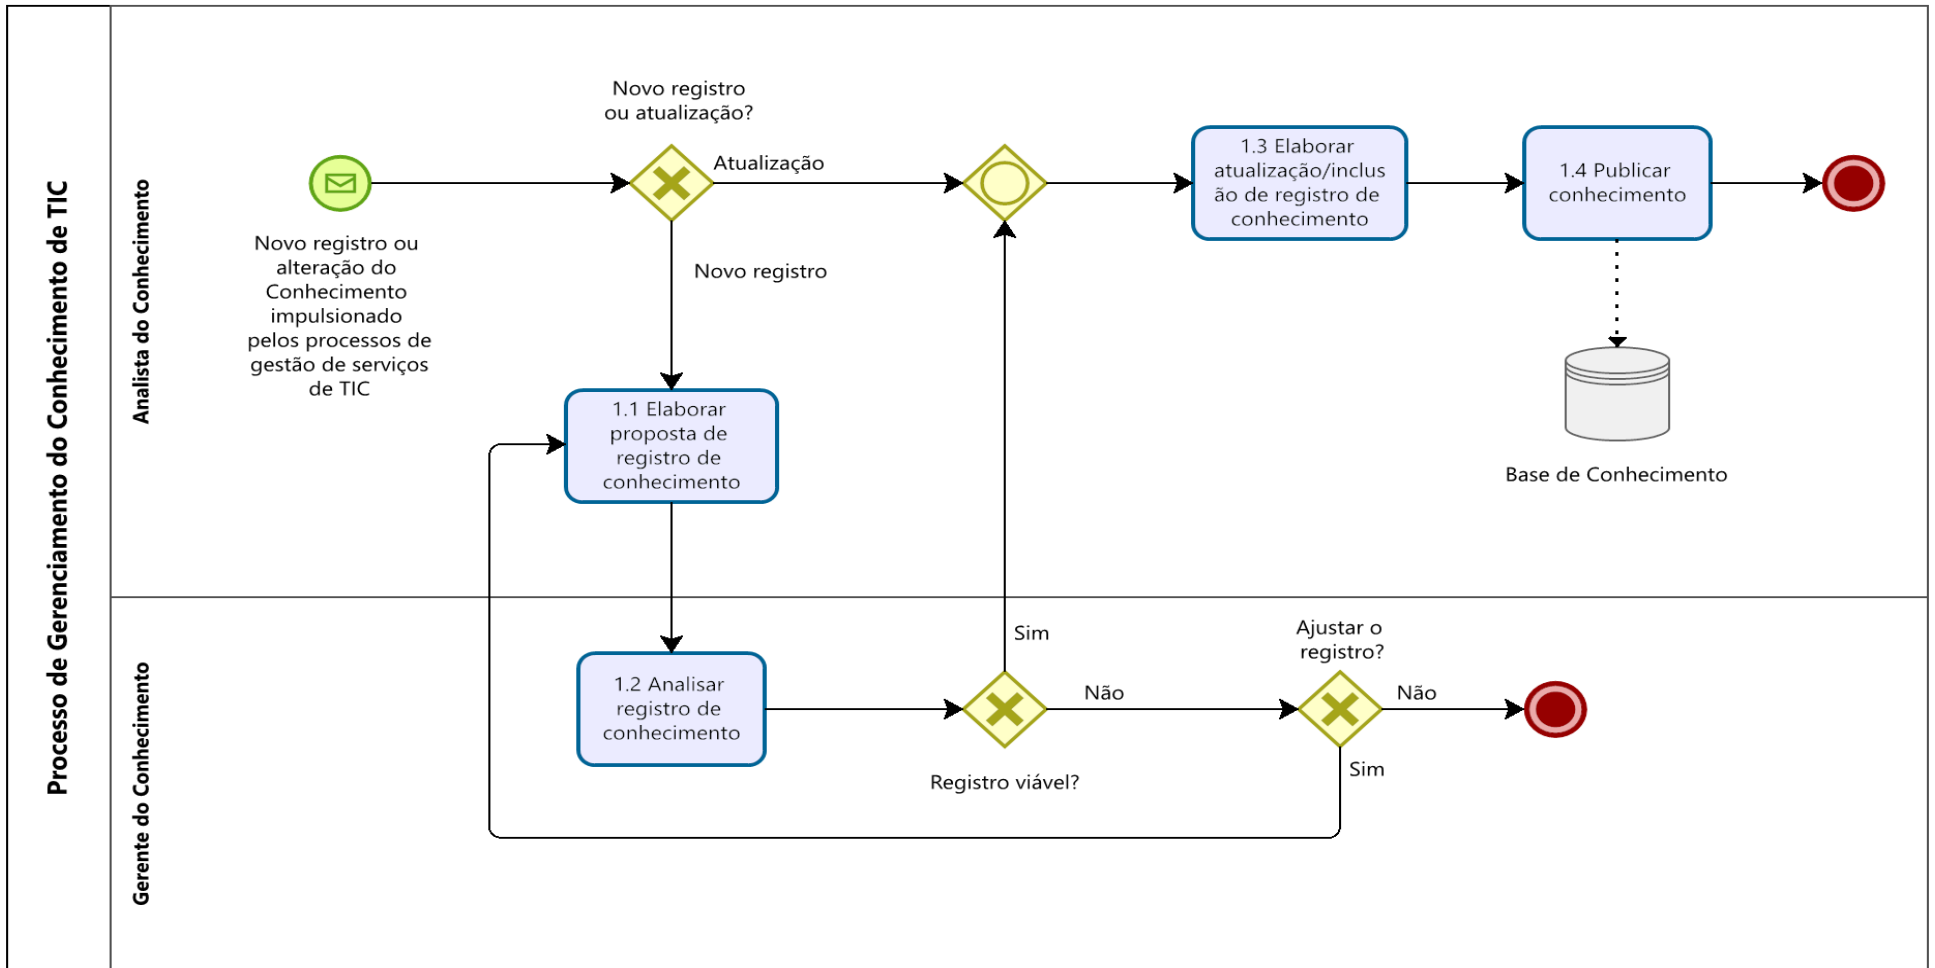 Processo de Gerenciamento do Conhecimento de TIC
Analista do Conhecimento
Novo registro ou
alteração do
Conhecimento
impulsionado
pelos processos de
gestão de serviços
de TIC
Novo registro
ou atualização?
Atualização
Novo registro
1.1 Elaborar
proposta de
registro de
conhecimento
1.3 Elaborar
atualização/inclus
ão de registro de
conhecimento
1.4 Publicar
conhecimento
Base de Conhecimento
Gerente do Conhecimento
1.2 Analisar
registro de
conhecimento
Sim
Registro viável?
Não
Ajustar o
registro?
Não
Sim